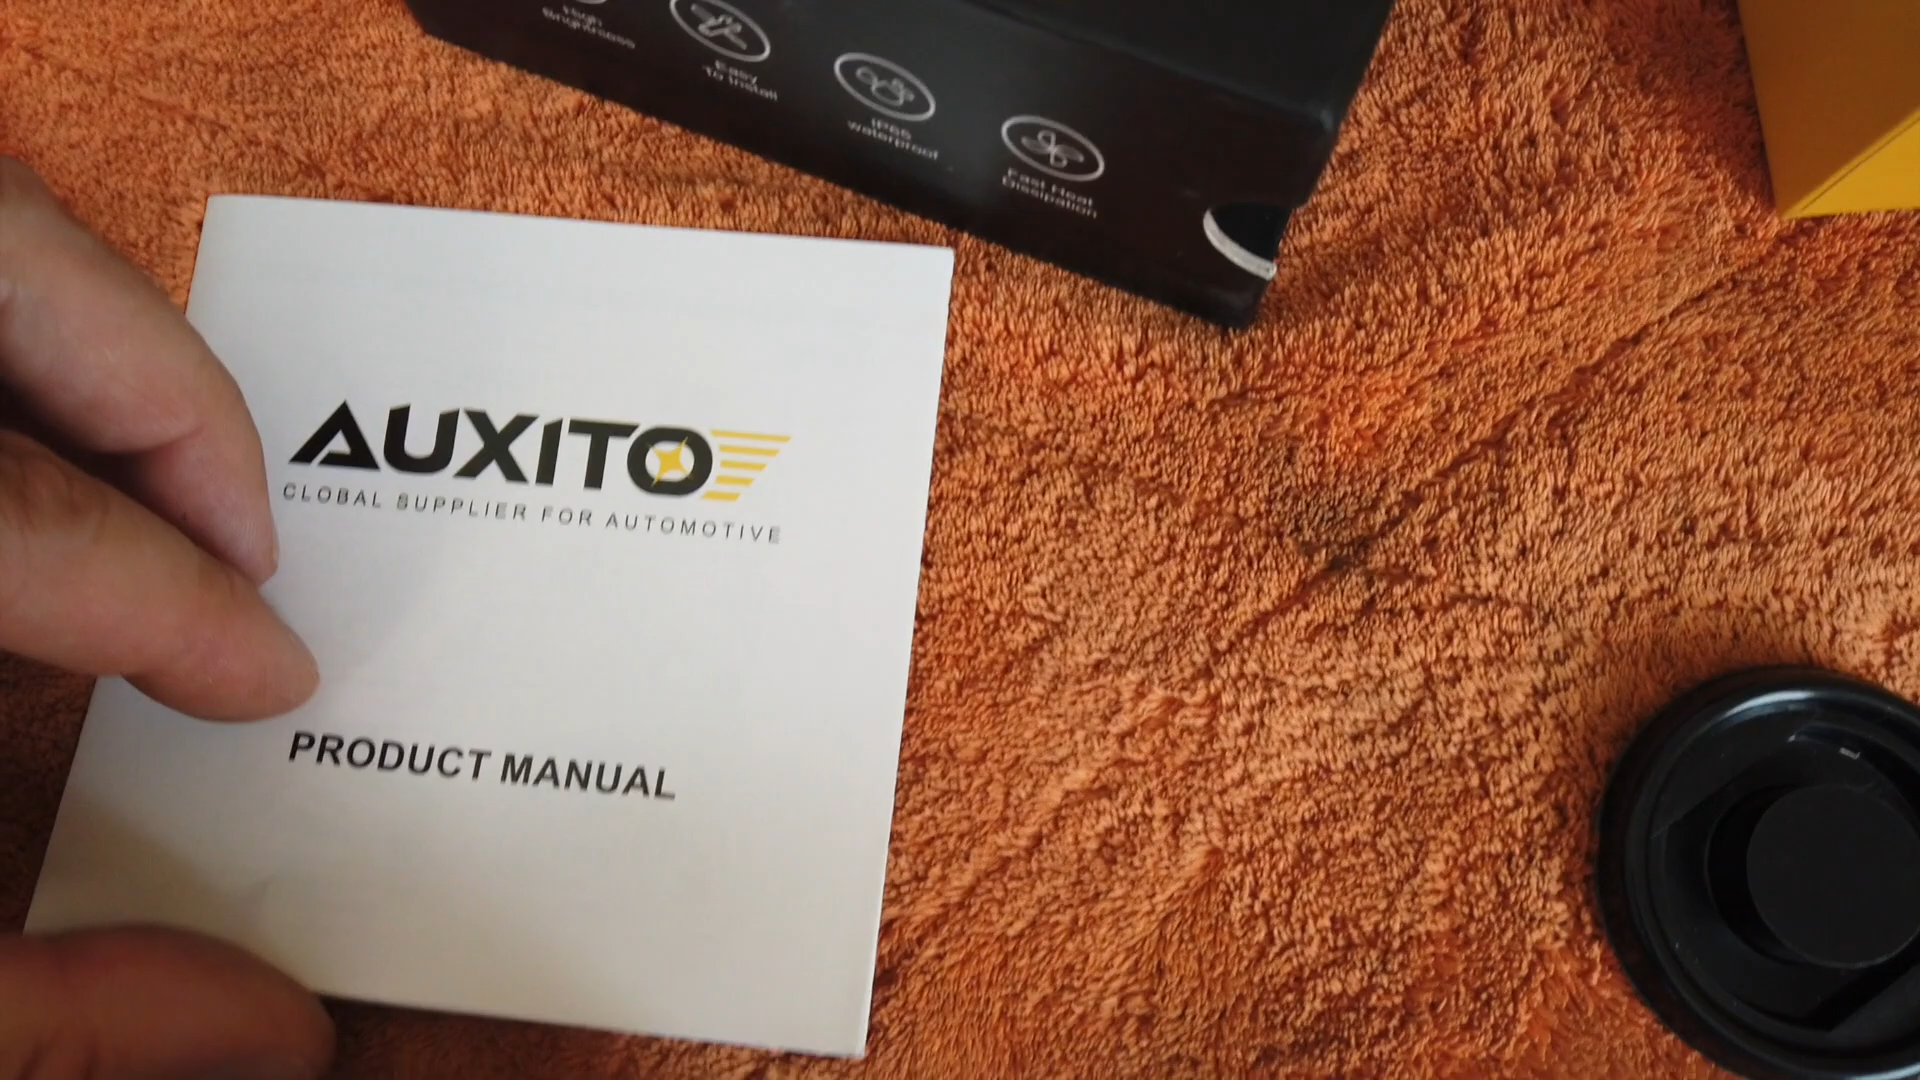 High
Brightness
Easy
To Install
IP65
waterproof
Fast Heat
Dissipation
AUXITO
GLOBAL SUPPLIER FOR AUTOMOTIVE
PRODUCT MANUAL